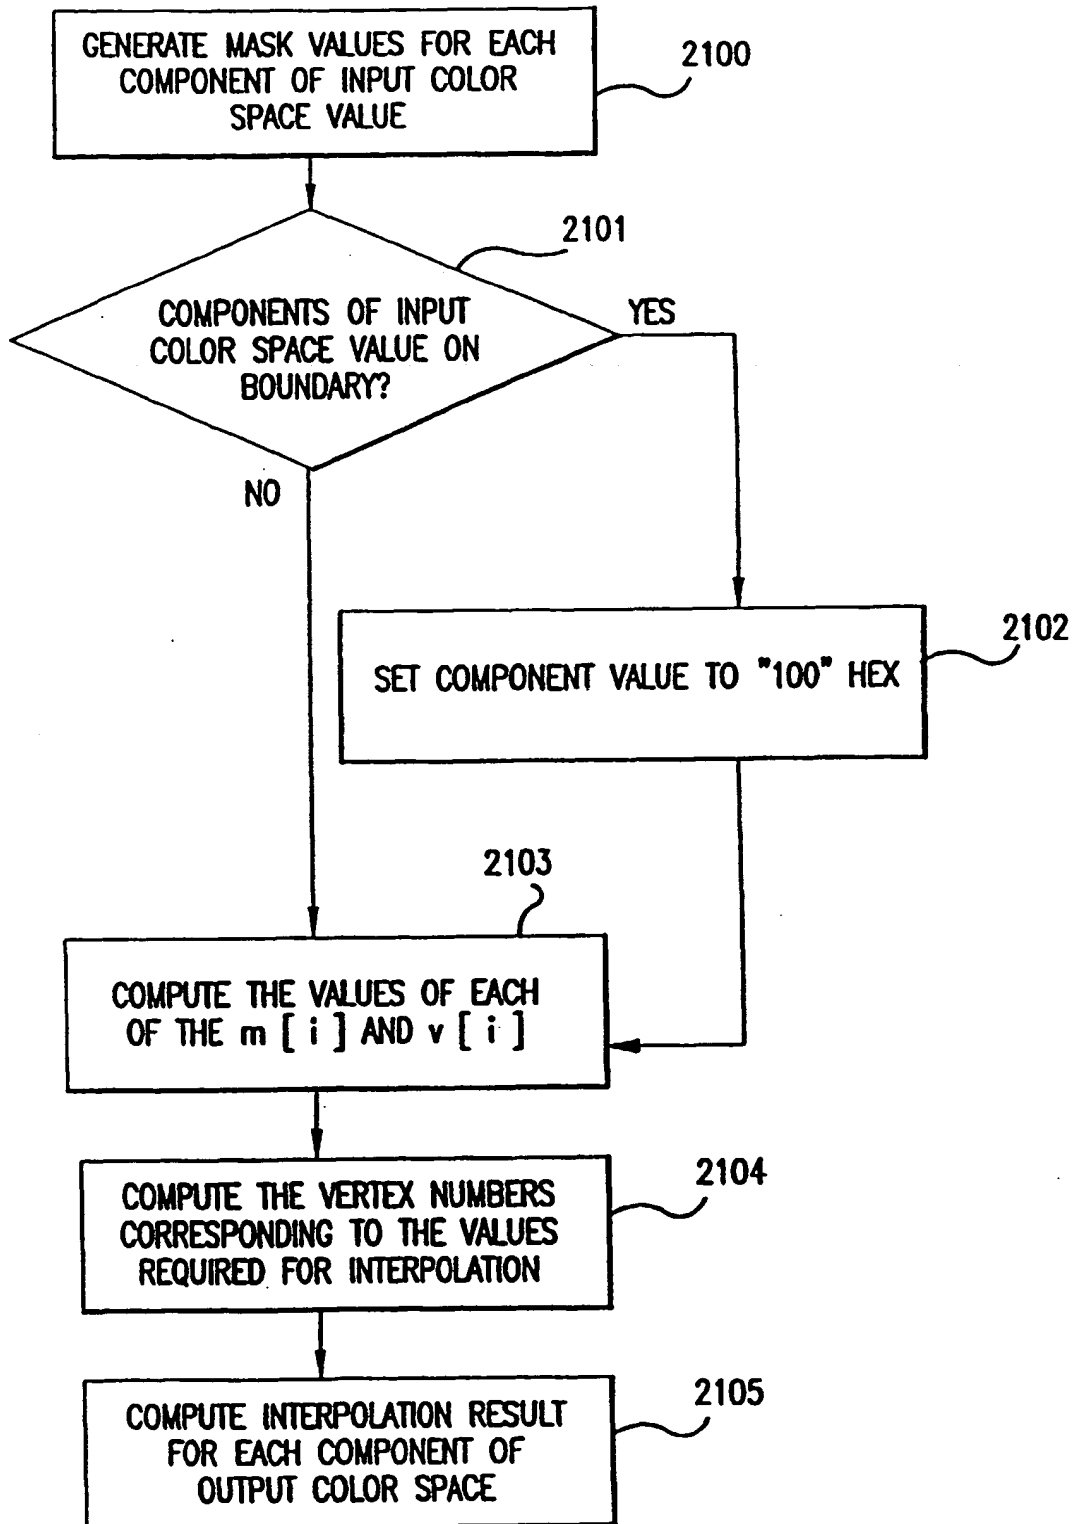 GENERATE MASK VALUES FOR EACH
COMPONENT OF INPUT COLOR
SPACE VALUE
2100
2101
COMPONENTS OF INPUT
COLOR SPACE VALUE ON
BOUNDARY?
YES
NO
2102
SET COMPONENT VALUE TO "100" HEX
2103
COMPUTE THE VALUES OF EACH
OF THE m [ i ] AND v [ i ]
2104
COMPUTE THE VERTEX NUMBERS
CORRESPONDING TO THE VALUES
REQUIRED FOR INTERPOLATION
2105
COMPUTE INTERPOLATION RESULT
FOR EACH COMPONENT OF
OUTPUT COLOR SPACE